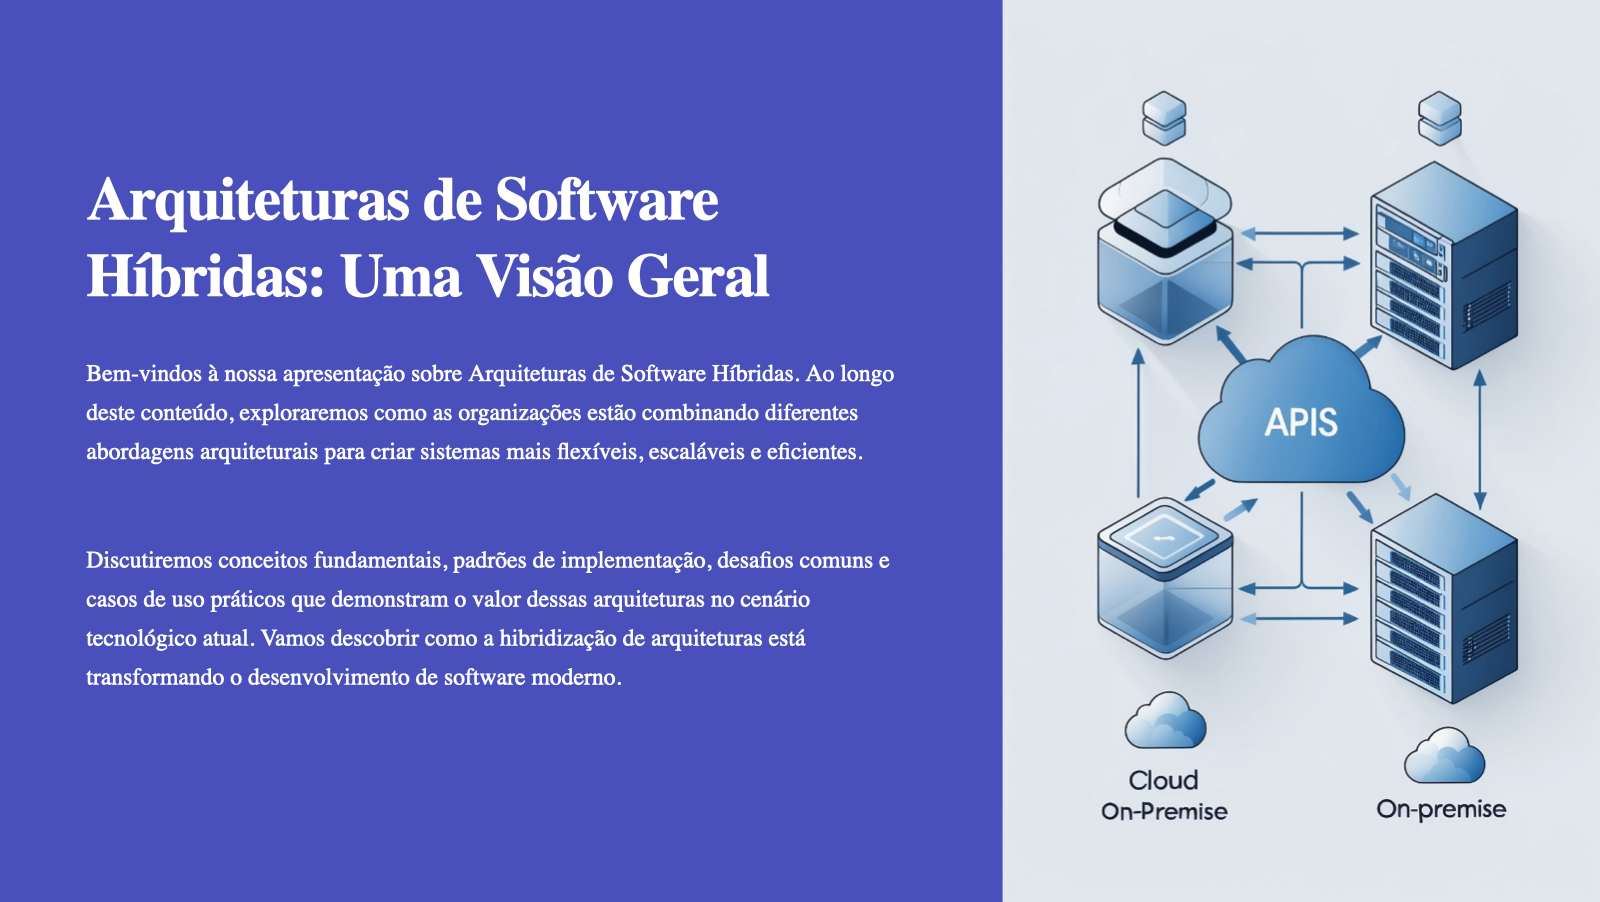 Arquiteturas de Software
Híbridas: Uma Visão Geral
Bem-vindos à nossa apresentação sobre Arquiteturas de Software Híbridas. Ao longo
deste conteúdo, exploraremos como as organizações estão combinando diferentes
abordagens arquiteturais para criar sistemas mais flexíveis, escaláveis e eficientes.
Discutiremos conceitos fundamentais, padrões de implementação, desafios comuns e
casos de uso práticos que demonstram o valor dessas arquiteturas no cenário
tecnológico atual. Vamos descobrir como a hibridização de arquiteturas está
transformando o desenvolvimento de software moderno.
APIS
Cloud
On-Premise
On-premise